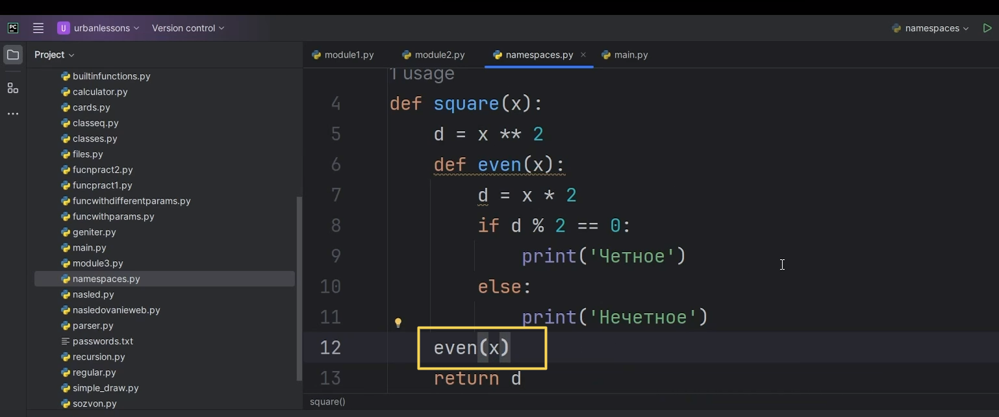 PC
U urbanlessons Version control namespaces
Project
module1.py module2.py namespaces.py main.py
builtinfunctions.py
calculator.py
cards.py
classeq.py
classes.py
files.py
fucnpract2.py
funcpract1.py
funcwithdifferentparams.py
funcwithparams.py
geniter.py
main.py
module3.py
namespaces.py
nasled.py
nasledovanieweb.py
parser.py
passwords.txt
recursion.py
regular.py
simple_draw.py
sozvon.py
1 usage
4 def square(x):
5 d = x ** 2
6 def even(x):
7 d = x * 2
8 if d % 2 == 0:
9 print('Четное')
10 else:
11 print('Нечетное')
12 even(x)
13 return d
square()